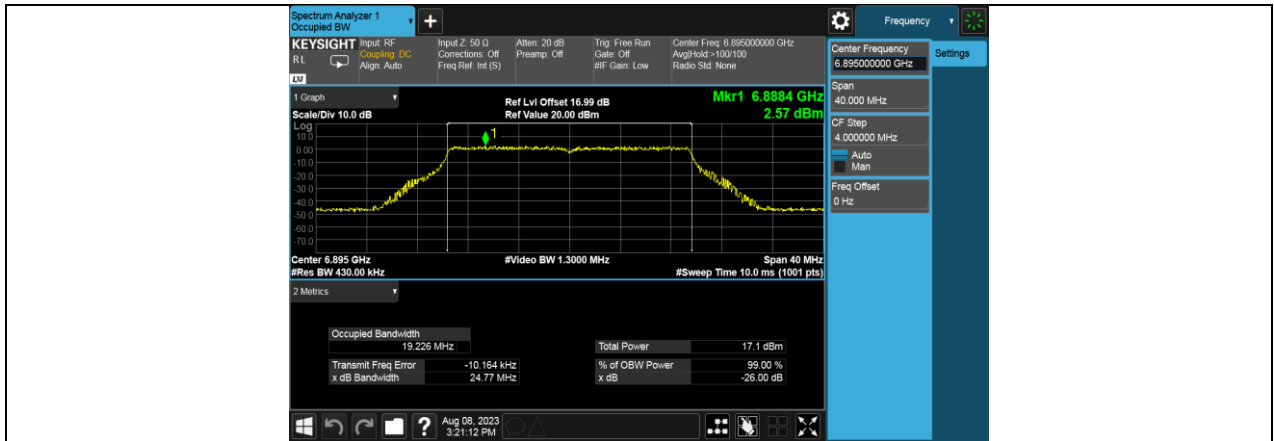 Spectrum Analyzer 1
Occupied BW
Frequency
KEYSIGHT
RL
LXI
Input: RF
Coupling: DC
Align: Auto
Input Z: 50 Ω
Corrections: Off
Freq Ref: Int (S)
Atten: 20 dB
Preamp: Off
Trig: Free Run
Gate: Off
#IF Gain: Low
Center Freq: 6.895000000 GHz
Avg|Hold:>100/100
Radio Std: None
Center Frequency
6.895000000 GHz
Settings
Span
40.000 MHz
CF Step
4.000000 MHz
Auto
Man
Freq Offset
0 Hz
1 Graph
Scale/Div 10.0 dB
Ref Lvl Offset 16.99 dB
Ref Value 20.00 dBm
Mkr1 6.8884 GHz
2.57 dBm
Log
10.0
0.00
-10.0
-20.0
-30.0
-40.0
-50.0
-60.0
-70.0
1
Center 6.895 GHz
#Video BW 1.3000 MHz
Span 40 MHz
#Res BW 430.00 kHz
#Sweep Time 10.0 ms (1001 pts)
2 Metrics
Occupied Bandwidth
19.226 MHz
Total Power 17.1 dBm
Transmit Freq Error -10.164 kHz
% of OBW Power 99.00 %
x dB Bandwidth 24.77 MHz
x dB -26.00 dB
?
Aug 08, 2023
3:21:12 PM